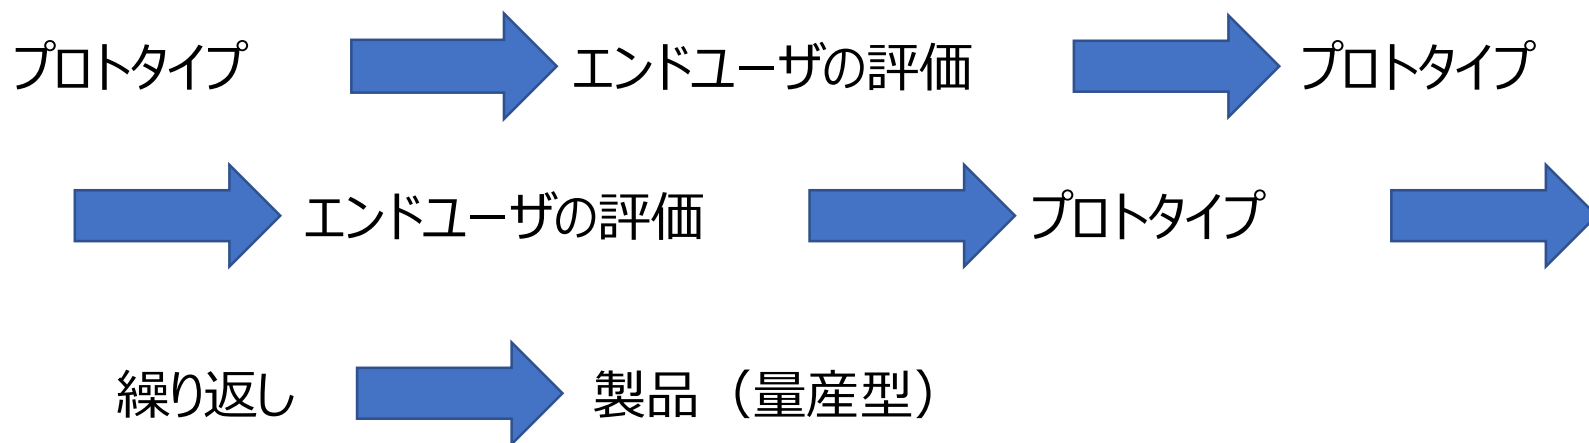 プロトタイプ エンドユーザの評価 プロトタイプ
エンドユーザの評価 プロトタイプ
繰り返し 製品（量産型）